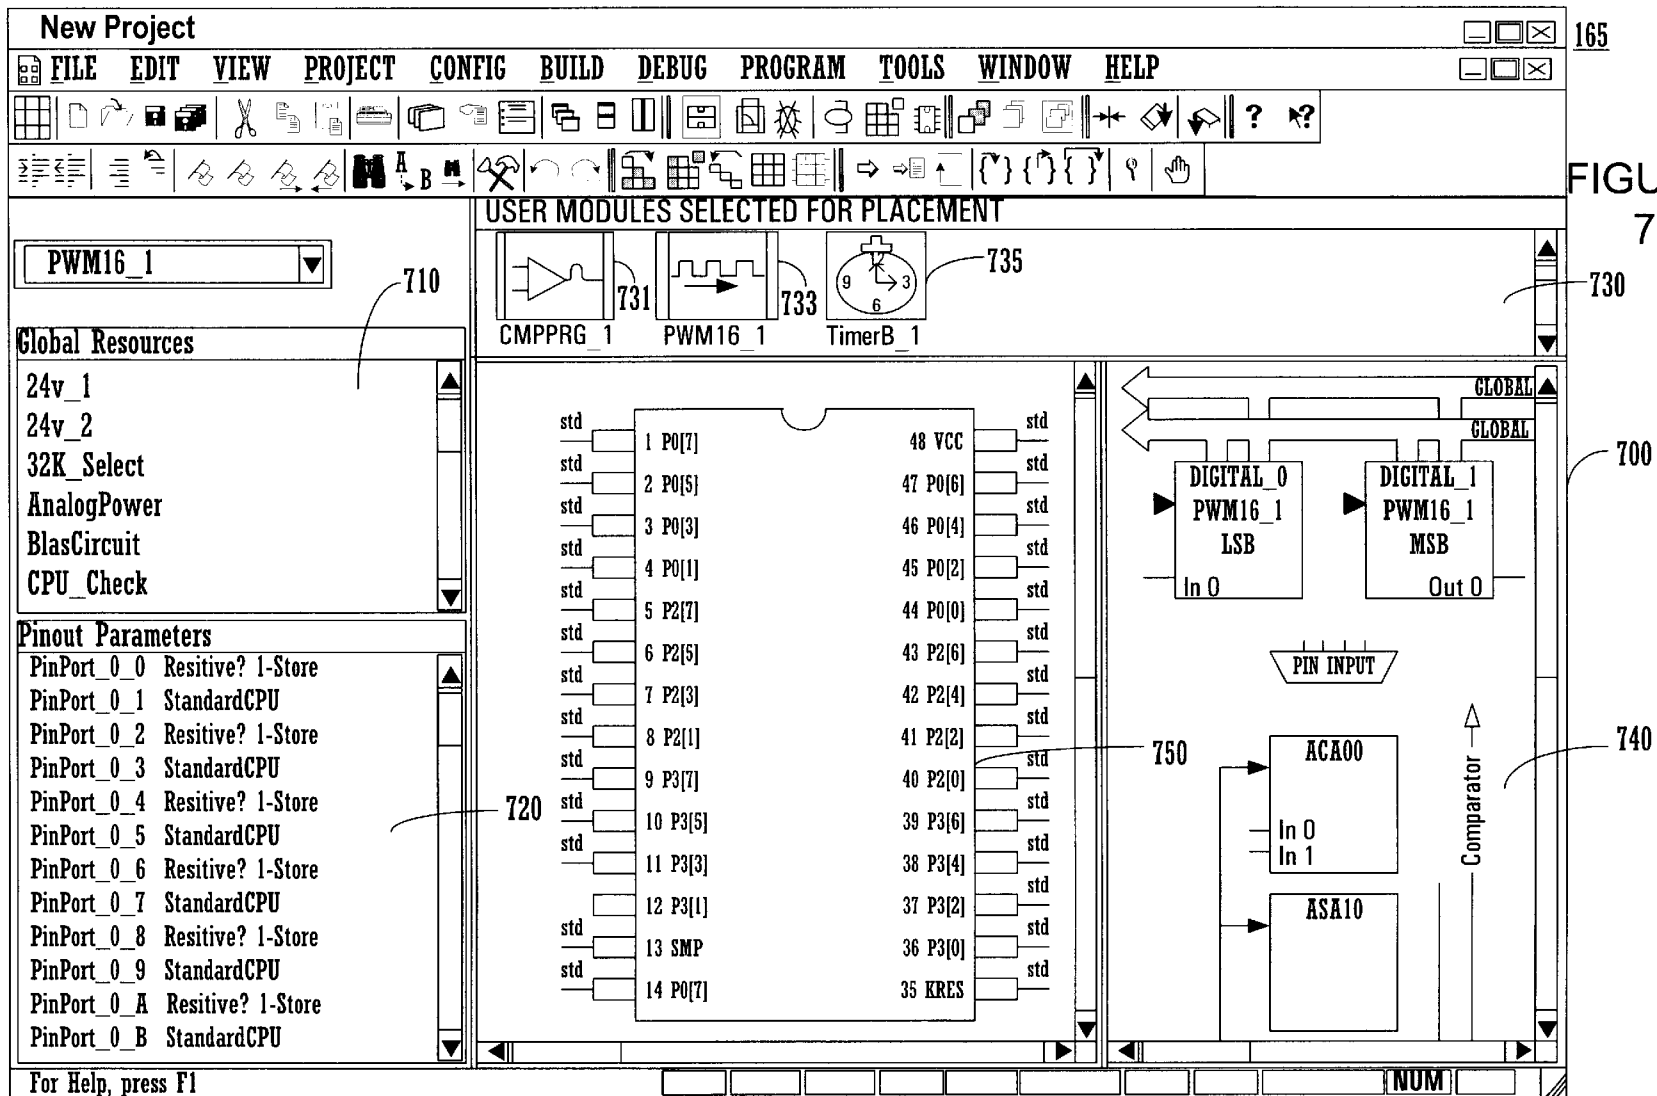 New Project
165
FILE EDIT VIEW PROJECT CONFIG BUILD DEBUG PROGRAM TOOLS WINDOW HELP
? ?
A
B
FIGU
7
USER MODULES SELECTED FOR PLACEMENT
PWM16_1
710
12
9 3
6
731
733
735
730
CMPPRG_1 PWM16_1 TimerB_1
Global Resources
24v_1
24v_2
32K_Select
AnalogPower
BlasCircuit
CPU_Check
Pinout Parameters
PinPort_0_0 Resitive? 1-Store
PinPort_0_1 StandardCPU
PinPort_0_2 Resitive? 1-Store
PinPort_0_3 StandardCPU
PinPort_0_4 Resitive? 1-Store
PinPort_0_5 StandardCPU
PinPort_0_6 Resitive? 1-Store
PinPort_0_7 StandardCPU
PinPort_0_8 Resitive? 1-Store
PinPort_0_9 StandardCPU
PinPort_0_A Resitive? 1-Store
PinPort_0_B StandardCPU
720
std 1 P0[7] 48 VCC std
std 2 P0[5] 47 P0[6] std
std 3 P0[3] 46 P0[4] std
std 4 P0[1] 45 P0[2] std
std 5 P2[7] 44 P0[0] std
std 6 P2[5] 43 P2[6] std
std 7 P2[3] 42 P2[4] std
std 8 P2[1] 41 P2[2] std
std 9 P3[7] 40 P2[0] std
std 10 P3[5] 39 P3[6] std
std 11 P3[3] 38 P3[4] std
12 P3[1] 37 P3[2] std
std 13 SMP 36 P3[0] std
std 14 P0[7] 35 KRES std
750
GLOBAL
GLOBAL
700
DIGITAL_0
PWM16_1
LSB
In 0
DIGITAL_1
PWM16_1
MSB
Out 0
PIN INPUT
ACA00
In 0
In 1
Comparator
740
ASA10
For Help, press F1
NUM